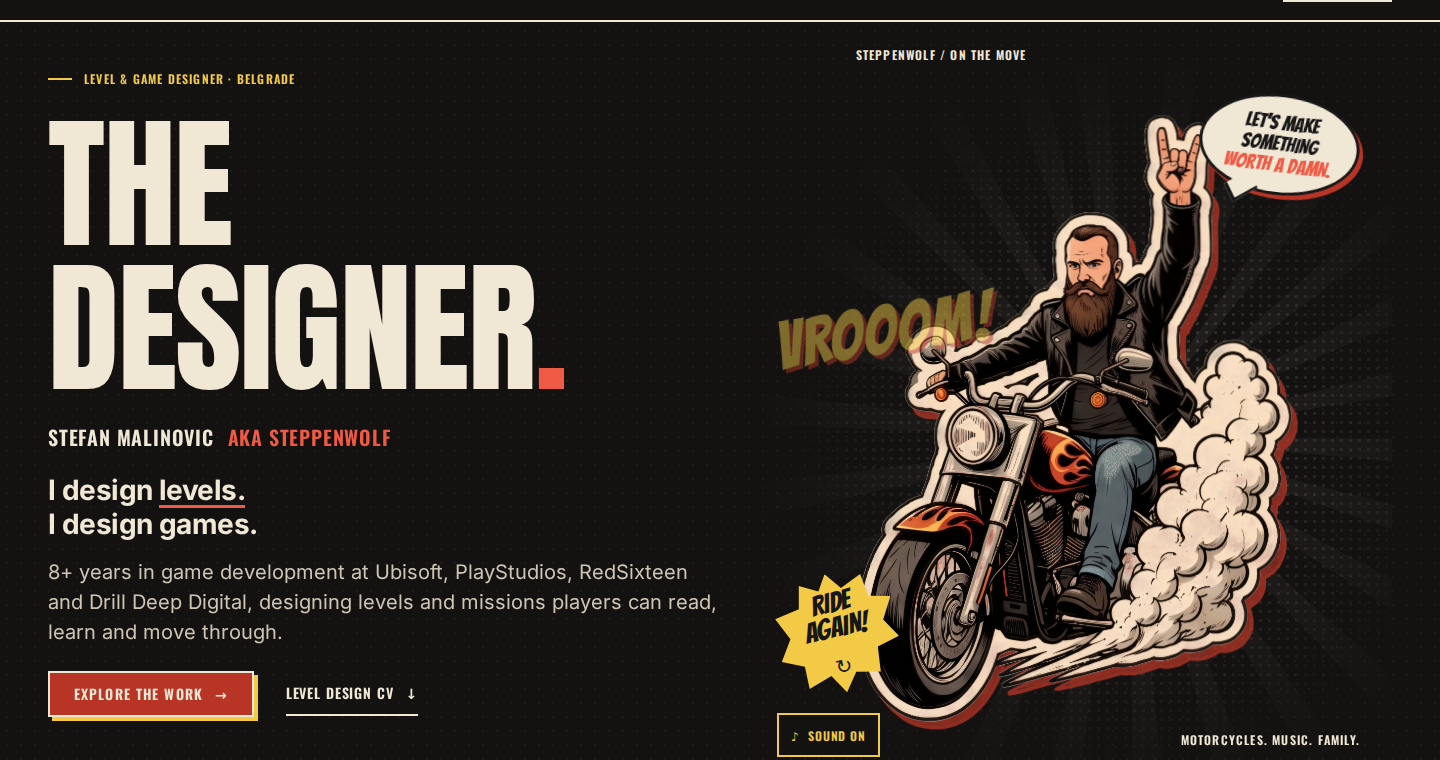 STEPPENWOLF / ON THE MOVE
LEVEL & GAME DESIGNER · BELGRADE
THE
DESIGNER.
STEFAN MALINOVIC AKA STEPPENWOLF
I design levels.
I design games.
8+ years in game development at Ubisoft, PlayStudios, RedSixteen
and Drill Deep Digital, designing levels and missions players can read,
learn and move through.
EXPLORE THE WORK →
LEVEL DESIGN CV ↓
LET'S MAKE
SOMETHING
WORTH A DAMN.
VROOOM!
RIDE
AGAIN!
↻
♪ SOUND ON
MOTORCYCLES. MUSIC. FAMILY.